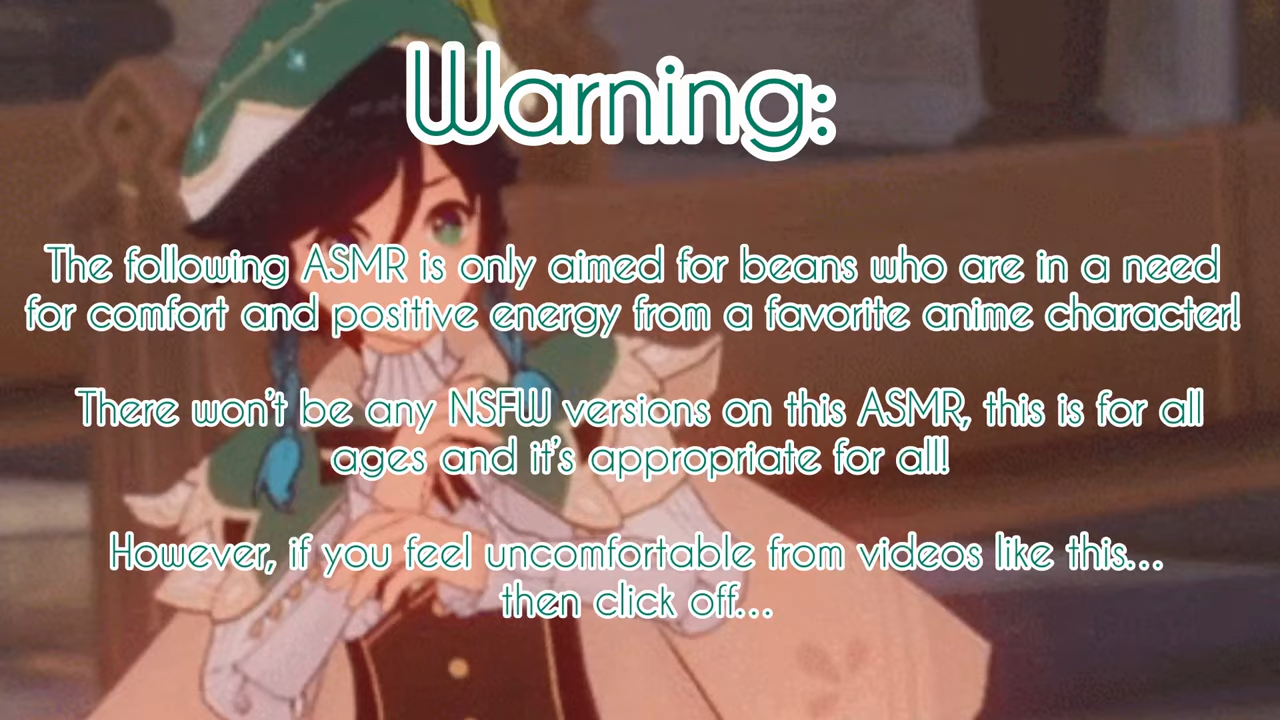 Warning:
The following ASMR is only aimed for beans who are in a need
for comfort and positive energy from a favorite anime character!
There won't be any NSFW versions on this ASMR, this is for all
ages and it's appropriate for all!
However, if you feel uncomfortable from videos like this...
then click off...